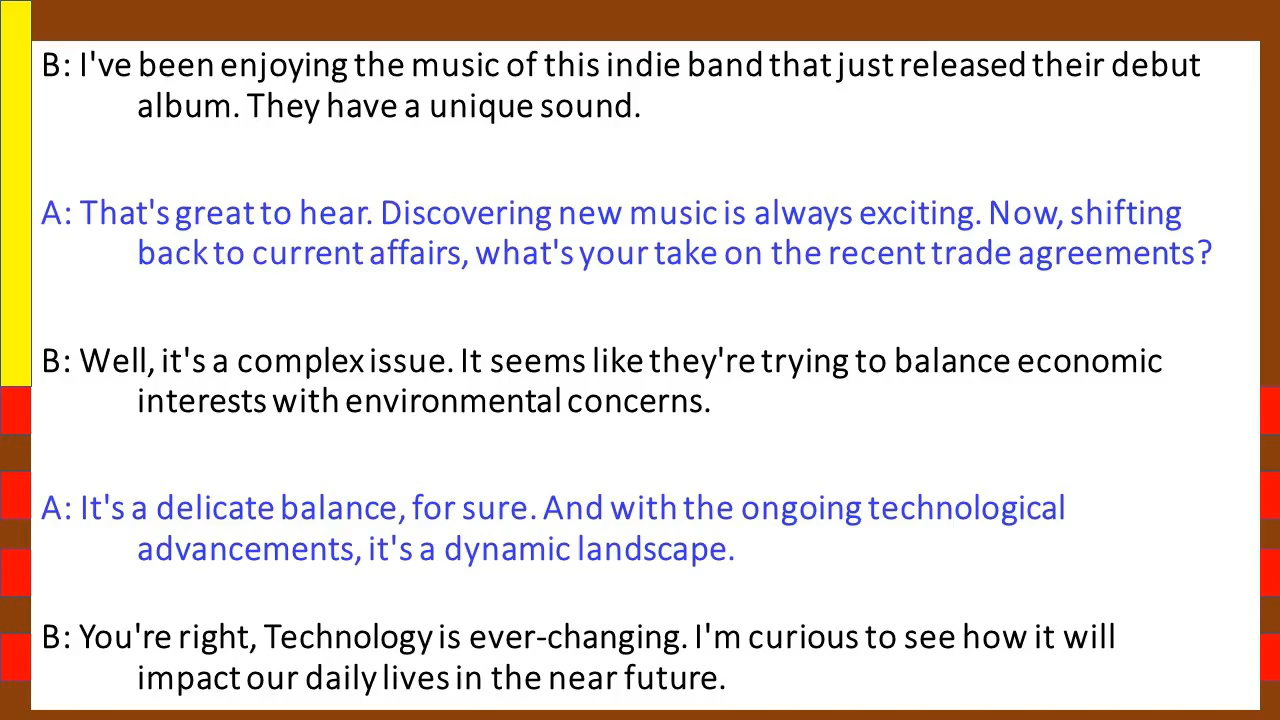 B: I've been enjoying the music of this indie band that just released their debut
album. They have a unique sound.
A: That's great to hear. Discovering new music is always exciting. Now, shifting
back to current affairs, what's your take on the recent trade agreements?
B: Well, it's a complex issue. It seems like they're trying to balance economic
interests with environmental concerns.
A: It's a delicate balance, for sure. And with the ongoing technological
advancements, it's a dynamic landscape.
B: You're right, Technology is ever-changing. I'm curious to see how it will
impact our daily lives in the near future.